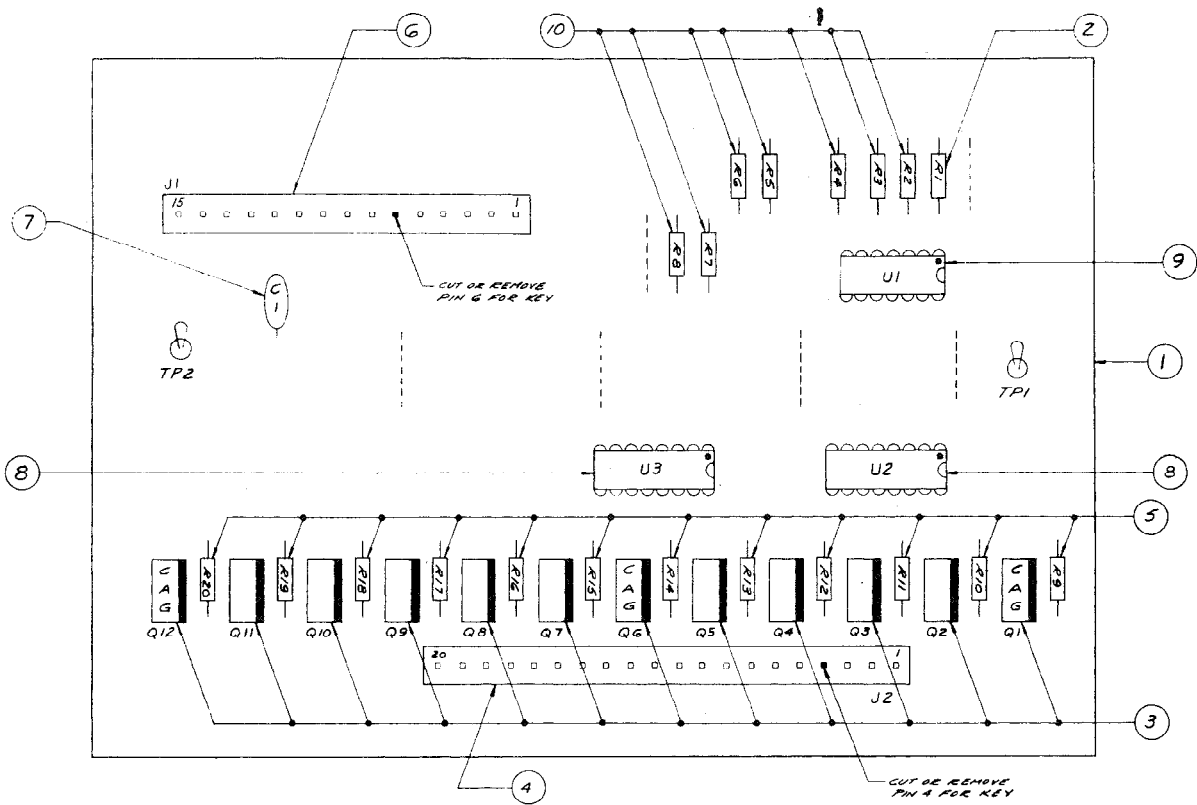 6
10
2
J1
15
1
R6
R5
R4
R3
R2
R1
7
C
1
CUT OR REMOVE
PIN 6 FOR KEY
R8
R7
U1
9
TP2
TP1
1
8
U3
U2
8
5
C
A
G
R20
R19
R18
R17
R16
R15
C
A
G
R14
R13
R12
R11
R10
C
A
G
R9
Q12
Q11
Q10
Q9
Q8
Q7
Q6
Q5
Q4
Q3
Q2
Q1
20
1
J2
3
4
CUT OR REMOVE
PIN 4 FOR KEY